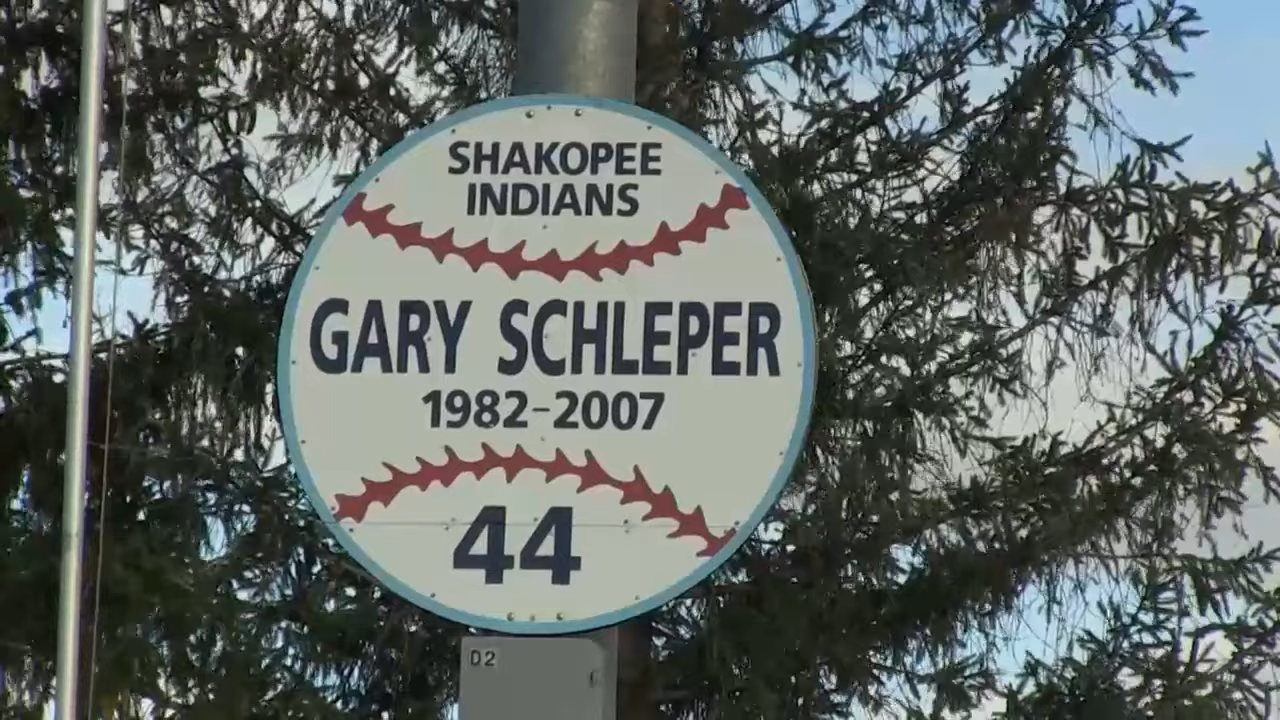 SHAKOPEE
INDIANS
GARY SCHLEPER
1982-2007
44
D2